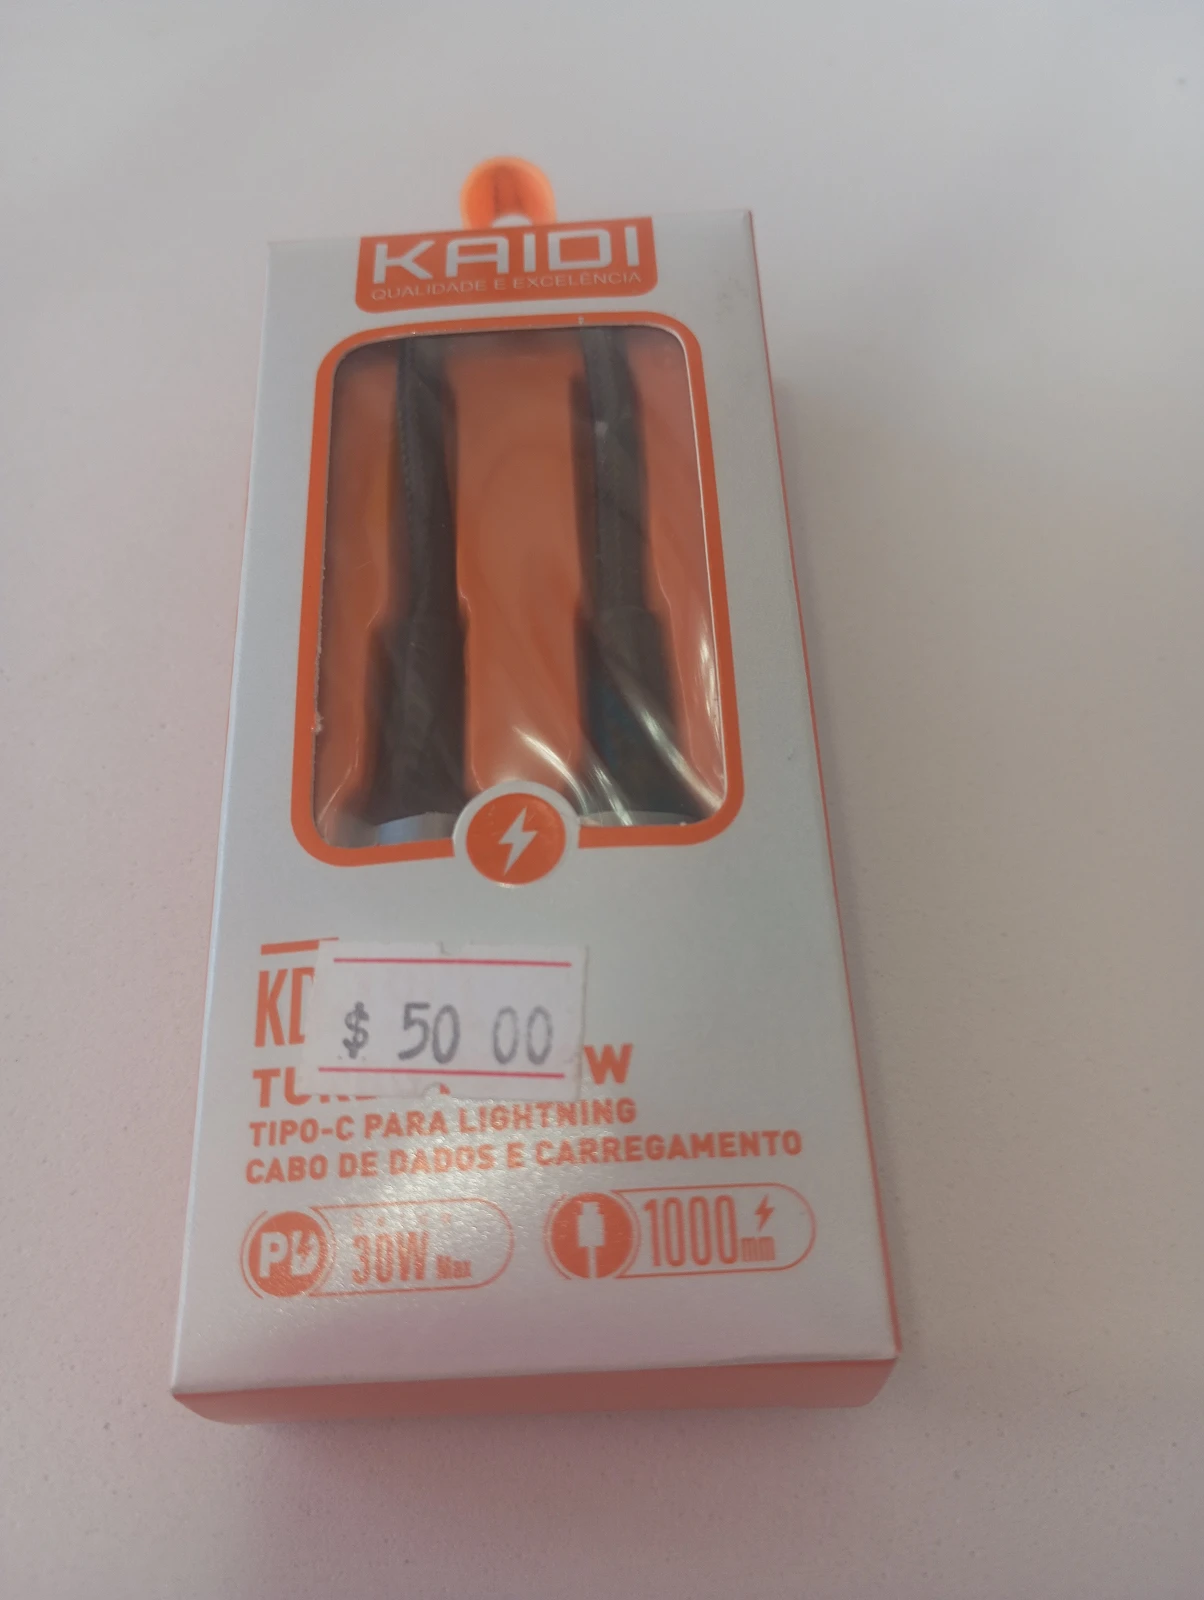 KAIDI
QUALIDADE E EXCELÊNCIA
$ 50 00
TIPO-C PARA LIGHTNING
CABO DE DADOS E CARREGAMENTO
PD
30W Max
1000mm